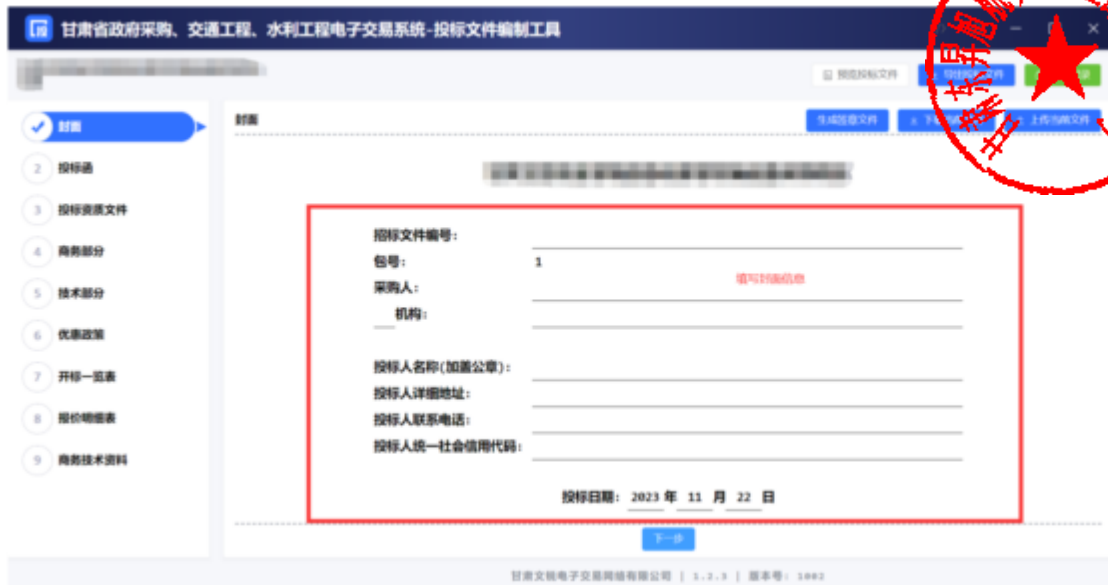 甘肃省政府采购、交通工程、水利工程电子交易系统-投标文件编制工具
预览投标文件
封面
2 投标函
3 投标资质文件
4 商务部分
5 技术部分
6 优惠政策
7 开标一览表
8 报价明细表
9 商务技术资料
封面
生成签章文件
上传当前文件
招标文件编号：
包号： 1
填写封面信息
采购人：
机构：
投标人名称(加盖公章)：
投标人详细地址：
投标人联系电话：
投标人统一社会信用代码：
投标日期： 2023 年 11 月 22 日
下一步
甘肃文锐电子交易网络有限公司 | 1.2.3 | 版本号: 1002